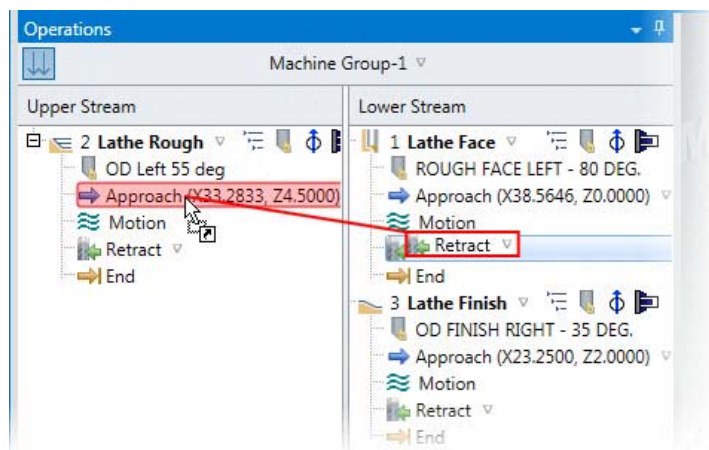 Operations
Machine Group-1
Upper Stream
2 Lathe Rough
OD Left 55 deg
Approach (X33.2833, Z4.5000)
Motion
Retract
End
Lower Stream
1 Lathe Face
ROUGH FACE LEFT - 80 DEG.
Approach (X38.5646, Z0.0000)
Motion
Retract
End
3 Lathe Finish
OD FINISH RIGHT - 35 DEG.
Approach (X23.2500, Z2.0000)
Motion
Retract
End